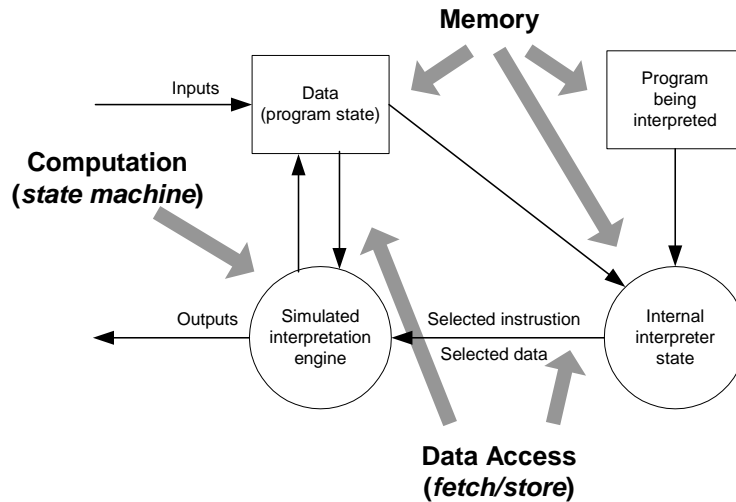 Memory
Inputs
Data
(program state)
Program
being
interpreted
Computation
(state machine)
Outputs
Simulated
interpretation
engine
Selected instrustion
Selected data
Internal
interpreter
state
Data Access
(fetch/store)